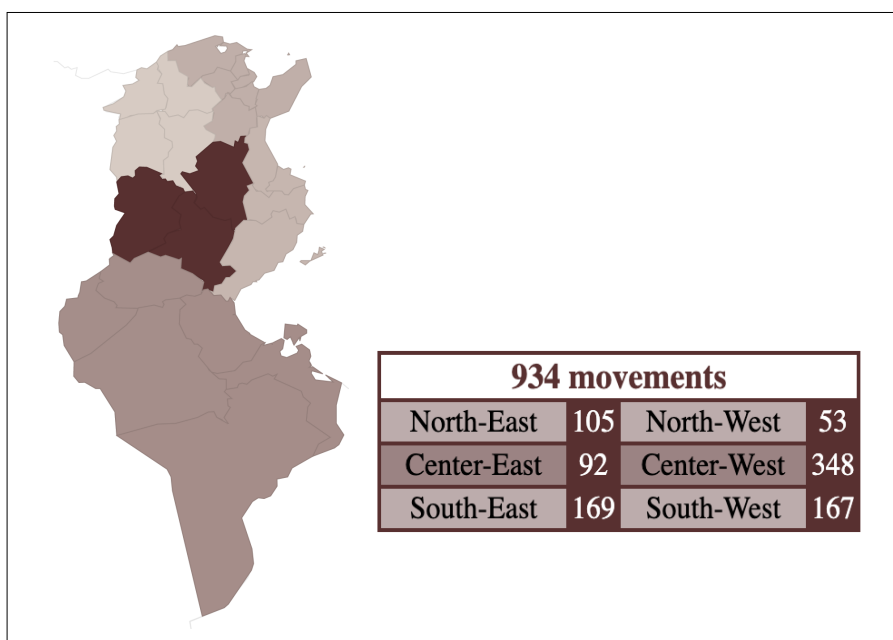 934 movements
North-East 105 North-West 53
Center-East 92 Center-West 348
South-East 169 South-West 167